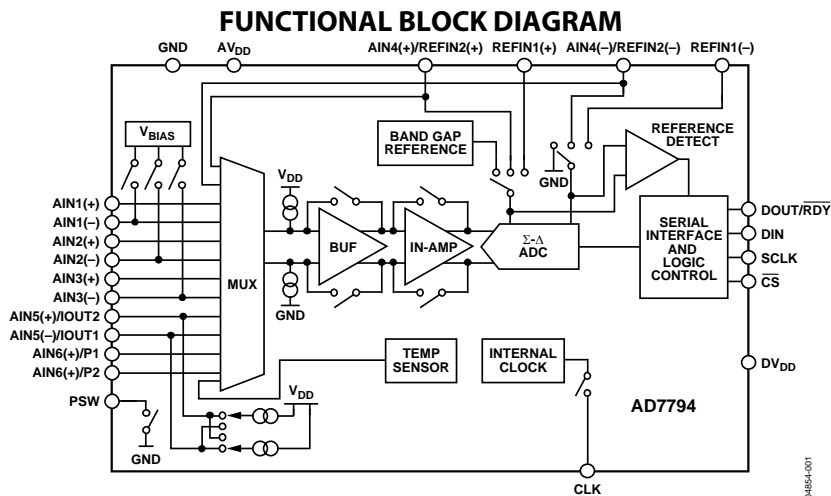 FUNCTIONAL BLOCK DIAGRAM
GND
AVDD
AIN4(+)/REFIN2(+)
REFIN1(+)
AIN4(–)/REFIN2(–)
REFIN1(–)
VBIAS
BAND GAP
REFERENCE
REFERENCE
DETECT
GND
VDD
AIN1(+)
AIN1(–)
AIN2(+)
AIN2(–)
AIN3(+)
AIN3(–)
AIN5(+)/IOUT2
AIN5(–)/IOUT1
AIN6(+)/P1
AIN6(+)/P2
PSW
MUX
BUF
IN-AMP
Σ-Δ
ADC
SERIAL
INTERFACE
AND
LOGIC
CONTROL
DOUT/RDY
DIN
SCLK
CS
GND
TEMP
SENSOR
INTERNAL
CLOCK
DVDD
VDD
GND
AD7794
CLK
04854-001